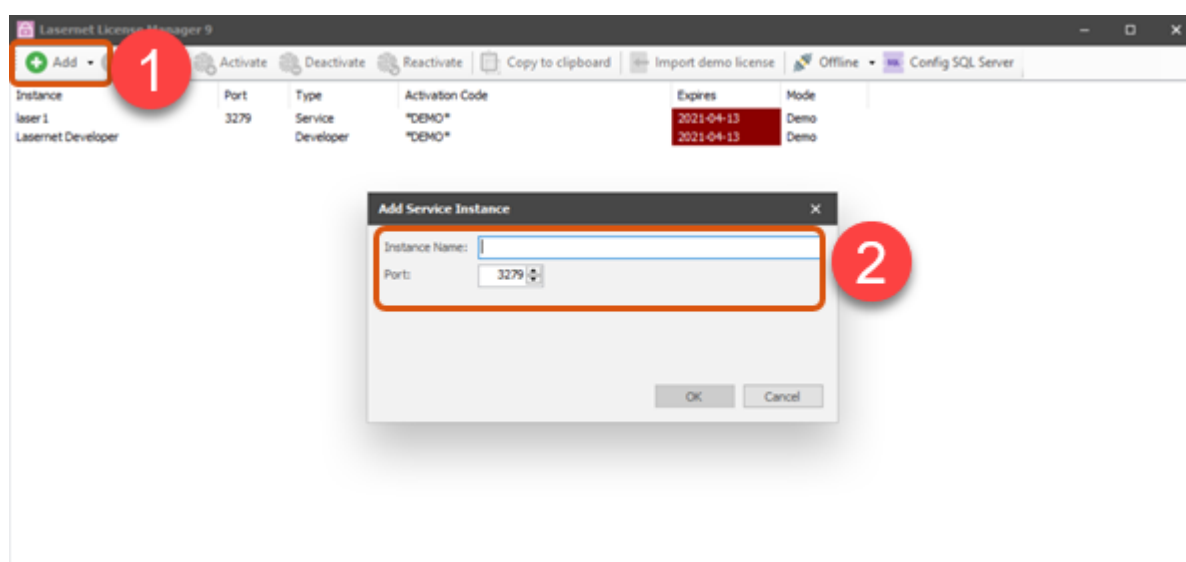 Lasernet License Manager 9
Add Activate Deactivate Reactivate Copy to clipboard Import demo license Offline Config SQL Server
1
Instance Port Type Activation Code Expires Mode
laser1 3279 Service *DEMO* 2021-04-13 Demo
Lasernet Developer Developer *DEMO* 2021-04-13 Demo
Add Service Instance
Instance Name:
Port: 3279
2
OK Cancel